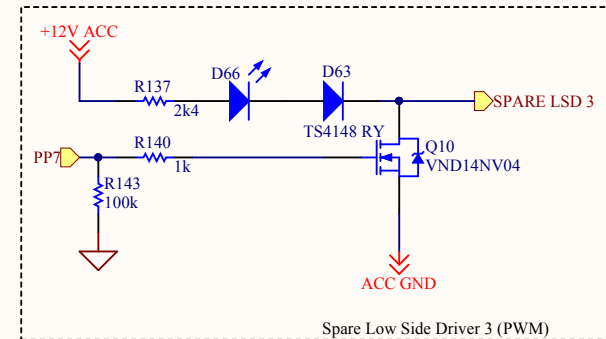 +12V ACC
R137
2k4
D66
D63
TS4148 RY
SPARE LSD 3
PP7
R140
1k
Q10
VND14NV04
R143
100k
ACC GND
Spare Low Side Driver 3 (PWM)